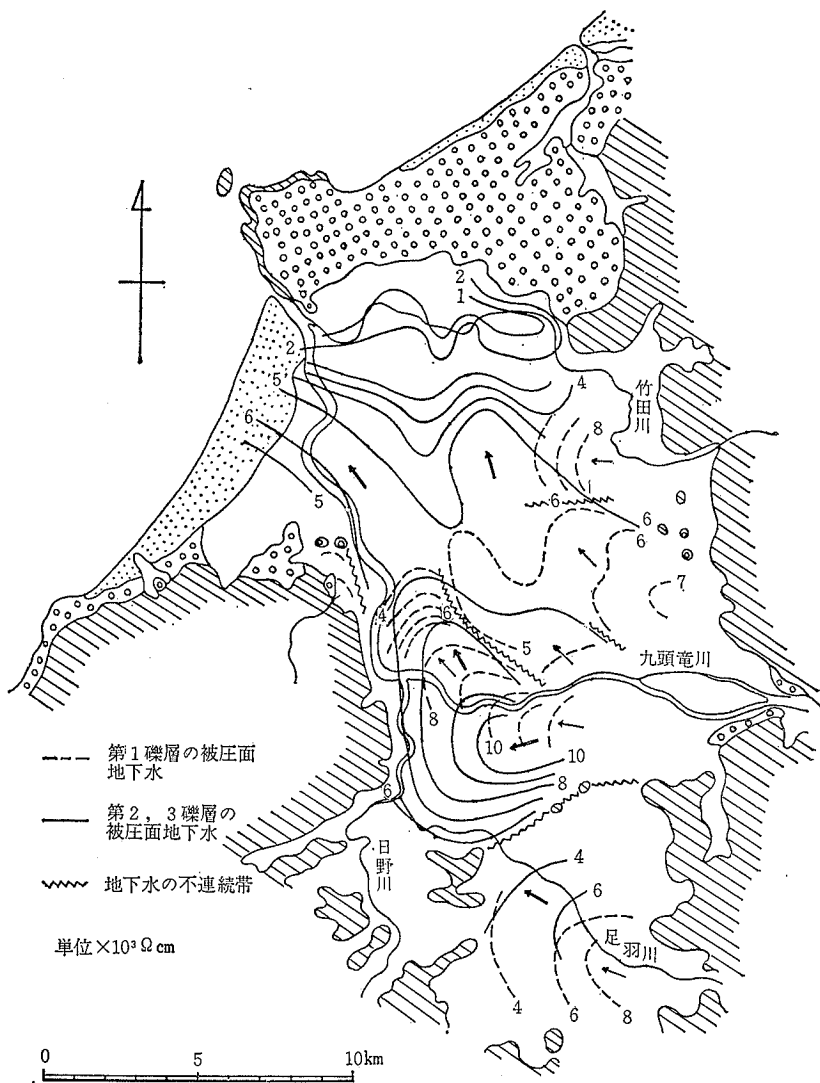 2
1
2
5
6
5
4
8
竹田川
6
6
6
7
4
6
5
九頭竜川
8
10
10
8
6
第1礫層の被圧面
地下水
第2,3礫層の
被圧面地下水
地下水の不連続帯
単位×10³Ωcm
日野川
4
6
足羽川
4
6
8
0 5 10km